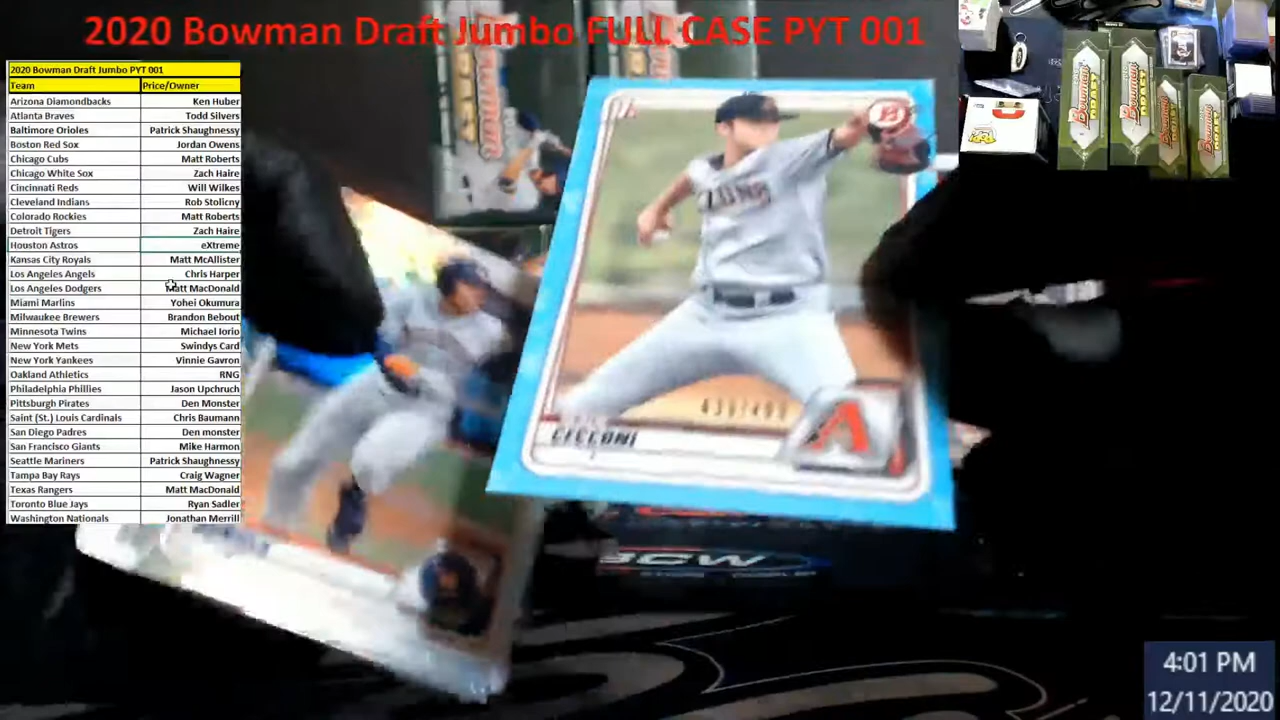 2020 Bowman Draft Jumbo FULL CASE PYT 001
2020 Bowman Draft Jumbo PYT 001
Team Price/Owner
Arizona Diamondbacks Ken Huber
Atlanta Braves Todd Silvers
Baltimore Orioles Patrick Shaughnessy
Boston Red Sox Jordan Owens
Chicago Cubs Matt Roberts
Chicago White Sox Zach Haire
Cincinnati Reds Will Wilkes
Cleveland Indians Rob Stolicny
Colorado Rockies Matt Roberts
Detroit Tigers Zach Haire
Houston Astros eXtreme
Kansas City Royals Matt McAllister
Los Angeles Angels Chris Harper
Los Angeles Dodgers Matt MacDonald
Miami Marlins Yohei Okumura
Milwaukee Brewers Brandon Bebout
Minnesota Twins Michael Iorio
New York Mets Swindys Card
New York Yankees Vinnie Gavron
Oakland Athletics RNG
Philadelphia Phillies Jason Upchruch
Pittsburgh Pirates Den Monster
Saint (St.) Louis Cardinals Chris Baumann
San Diego Padres Den monster
San Francisco Giants Mike Harmon
Seattle Mariners Patrick Shaughnessy
Tampa Bay Rays Craig Wagner
Texas Rangers Matt MacDonald
Toronto Blue Jays Ryan Sadler
Washington Nationals Jonathan Merrill
CECCONI
A
BCW
Bowman
Bowman
4:01 PM
12/11/2020